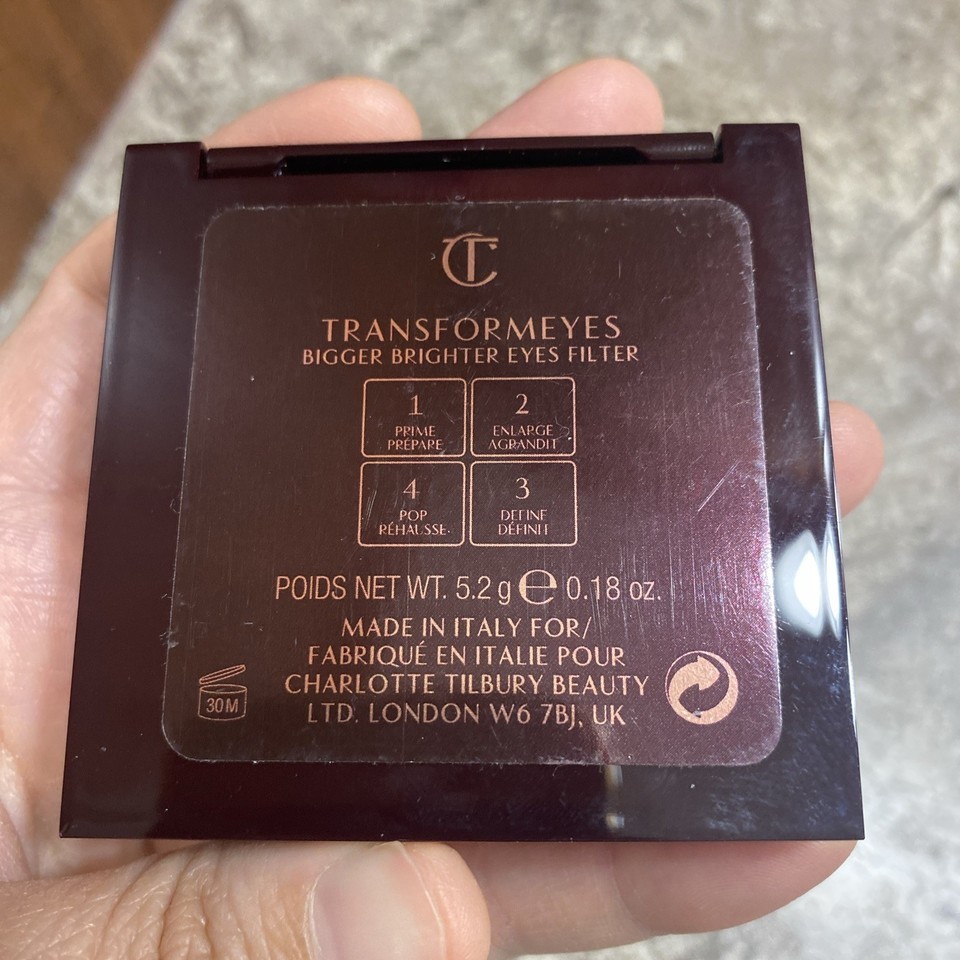 CT
TRANSFORMEYES
BIGGER BRIGHTER EYES FILTER
1
PRIME
PRÉPARE
2
ENLARGE
AGRANDIT
4
POP
RÉHAUSSE
3
DEFINE
DÉFINIT
POIDS NET WT. 5.2 g e 0.18 oz.
MADE IN ITALY FOR/
FABRIQUÉ EN ITALIE POUR
CHARLOTTE TILBURY BEAUTY
LTD. LONDON W6 7BJ, UK
30M